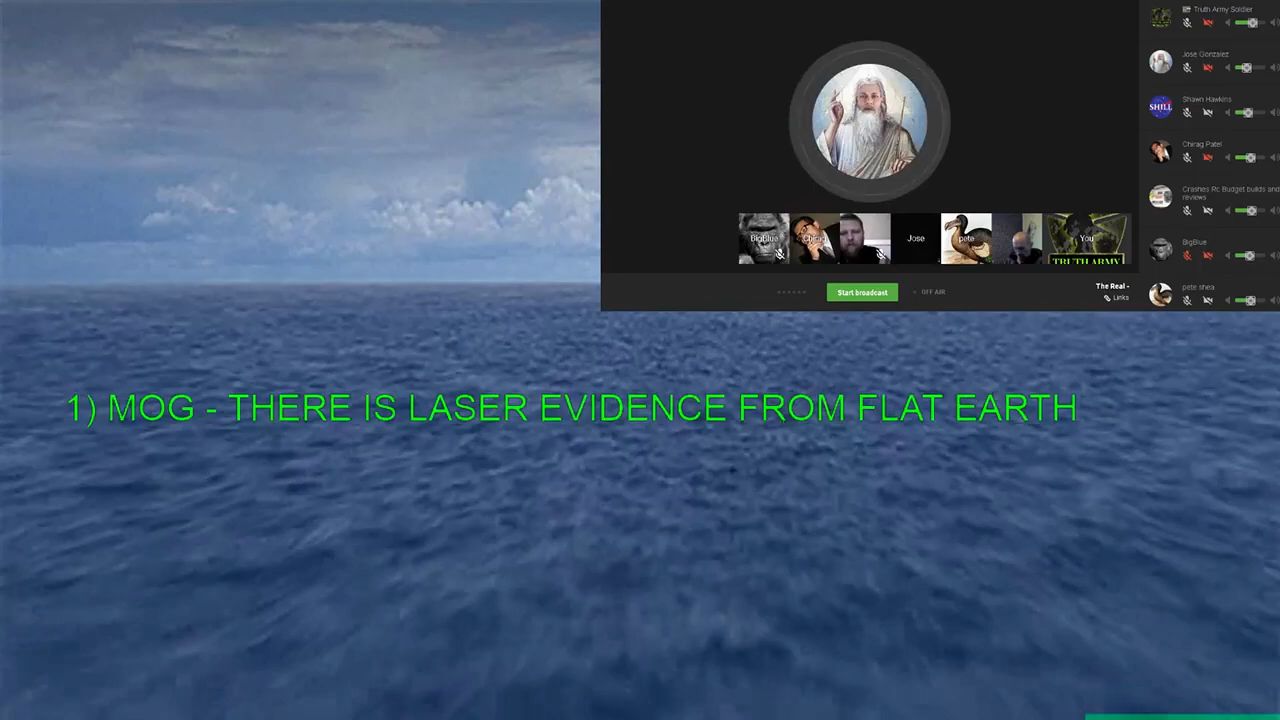 Truth Army Soldier
Jose Gonzalez
Shawn Hawkins
SHILL
Chirag Patel
Crashes Rc Budget builds and
reviews
BigBlue
pete shea
BigBlue
Chirag
Jose
pete
You
TRUTH ARMY
Start broadcast
OFF AIR
The Real -
Links
1) MOG - THERE IS LASER EVIDENCE FROM FLAT EARTH